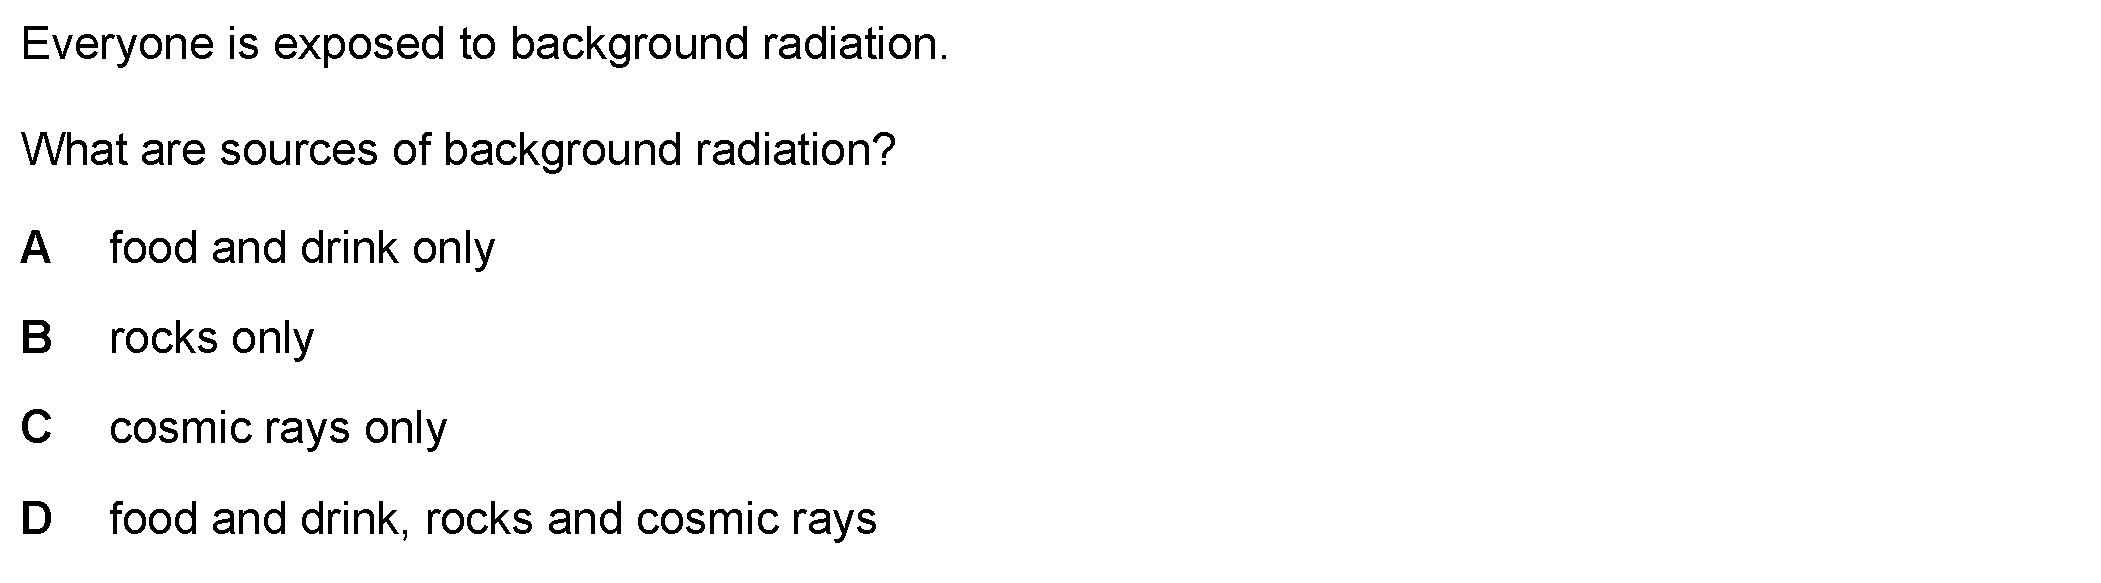 Everyone is exposed to background radiation.
What are sources of background radiation?
A food and drink only
B rocks only
C cosmic rays only
D food and drink, rocks and cosmic rays